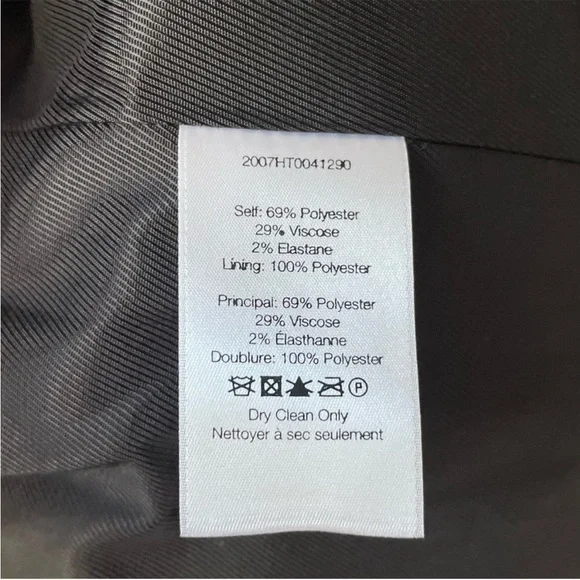 2007HT0041290
Self: 69% Polyester
29% Viscose
2% Elastane
Lining: 100% Polyester
Principal: 69% Polyester
29% Viscose
2% Élasthanne
Doublure: 100% Polyester
P
Dry Clean Only
Nettoyer à sec seulement